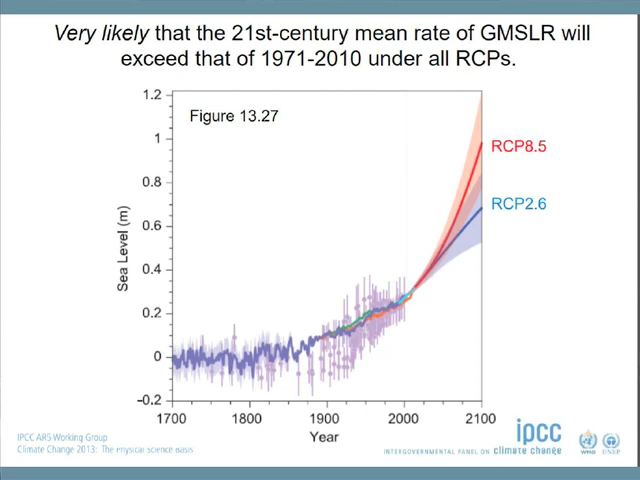 Very likely that the 21st-century mean rate of GMSLR will
exceed that of 1971-2010 under all RCPs.
Figure 13.27
1.2
1
0.8
0.6
0.4
0.2
0
−0.2
Sea Level (m)
RCP8.5
RCP2.6
1700
1800
1900
2000
2100
Year
IPCC AR5 Working Group
Climate Change 2013: The Physical Science Basis
ipcc
INTERGOVERNMENTAL PANEL ON climate change
WMO
UNEP